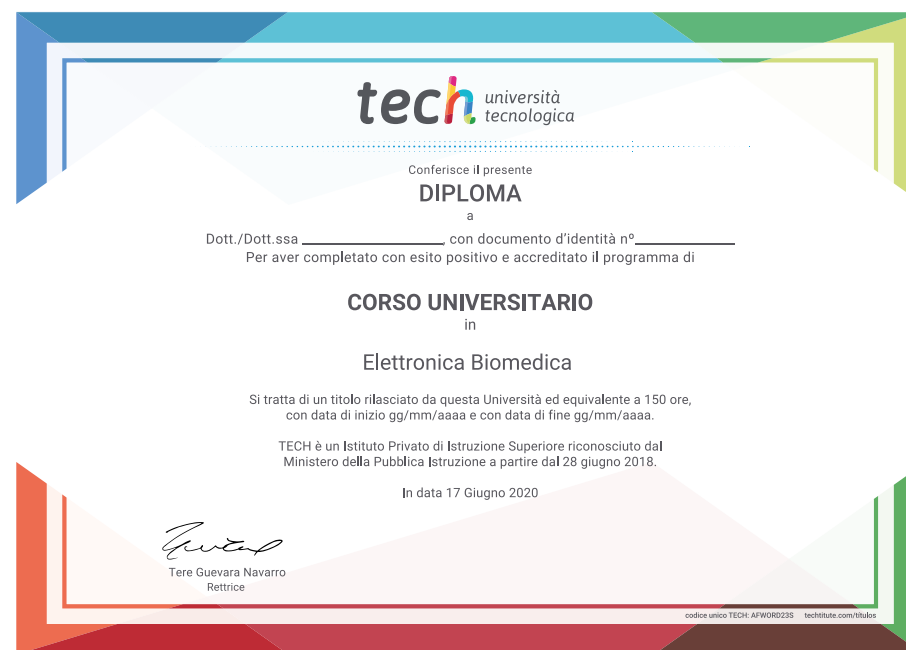 tech università
tecnologica
Conferisce il presente
DIPLOMA
a
Dott./Dott.ssa ____________________, con documento d'identità nº______________
Per aver completato con esito positivo e accreditato il programma di
CORSO UNIVERSITARIO
in
Elettronica Biomedica
Si tratta di un titolo rilasciato da questa Università ed equivalente a 150 ore,
con data di inizio gg/mm/aaaa e con data di fine gg/mm/aaaa.
TECH è un Istituto Privato di Istruzione Superiore riconosciuto dal
Ministero della Pubblica Istruzione a partire dal 28 giugno 2018.
In data 17 Giugno 2020
Tere Guevara Navarro
Rettrice
codice unico TECH: AFWORD23S techtitute.com/títulos